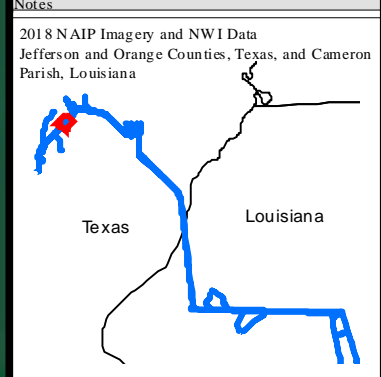 Notes
2018 NAIP Imagery and NWI Data
Jefferson and Orange Counties, Texas, and Cameron
Parish, Louisiana
Texas
Louisiana